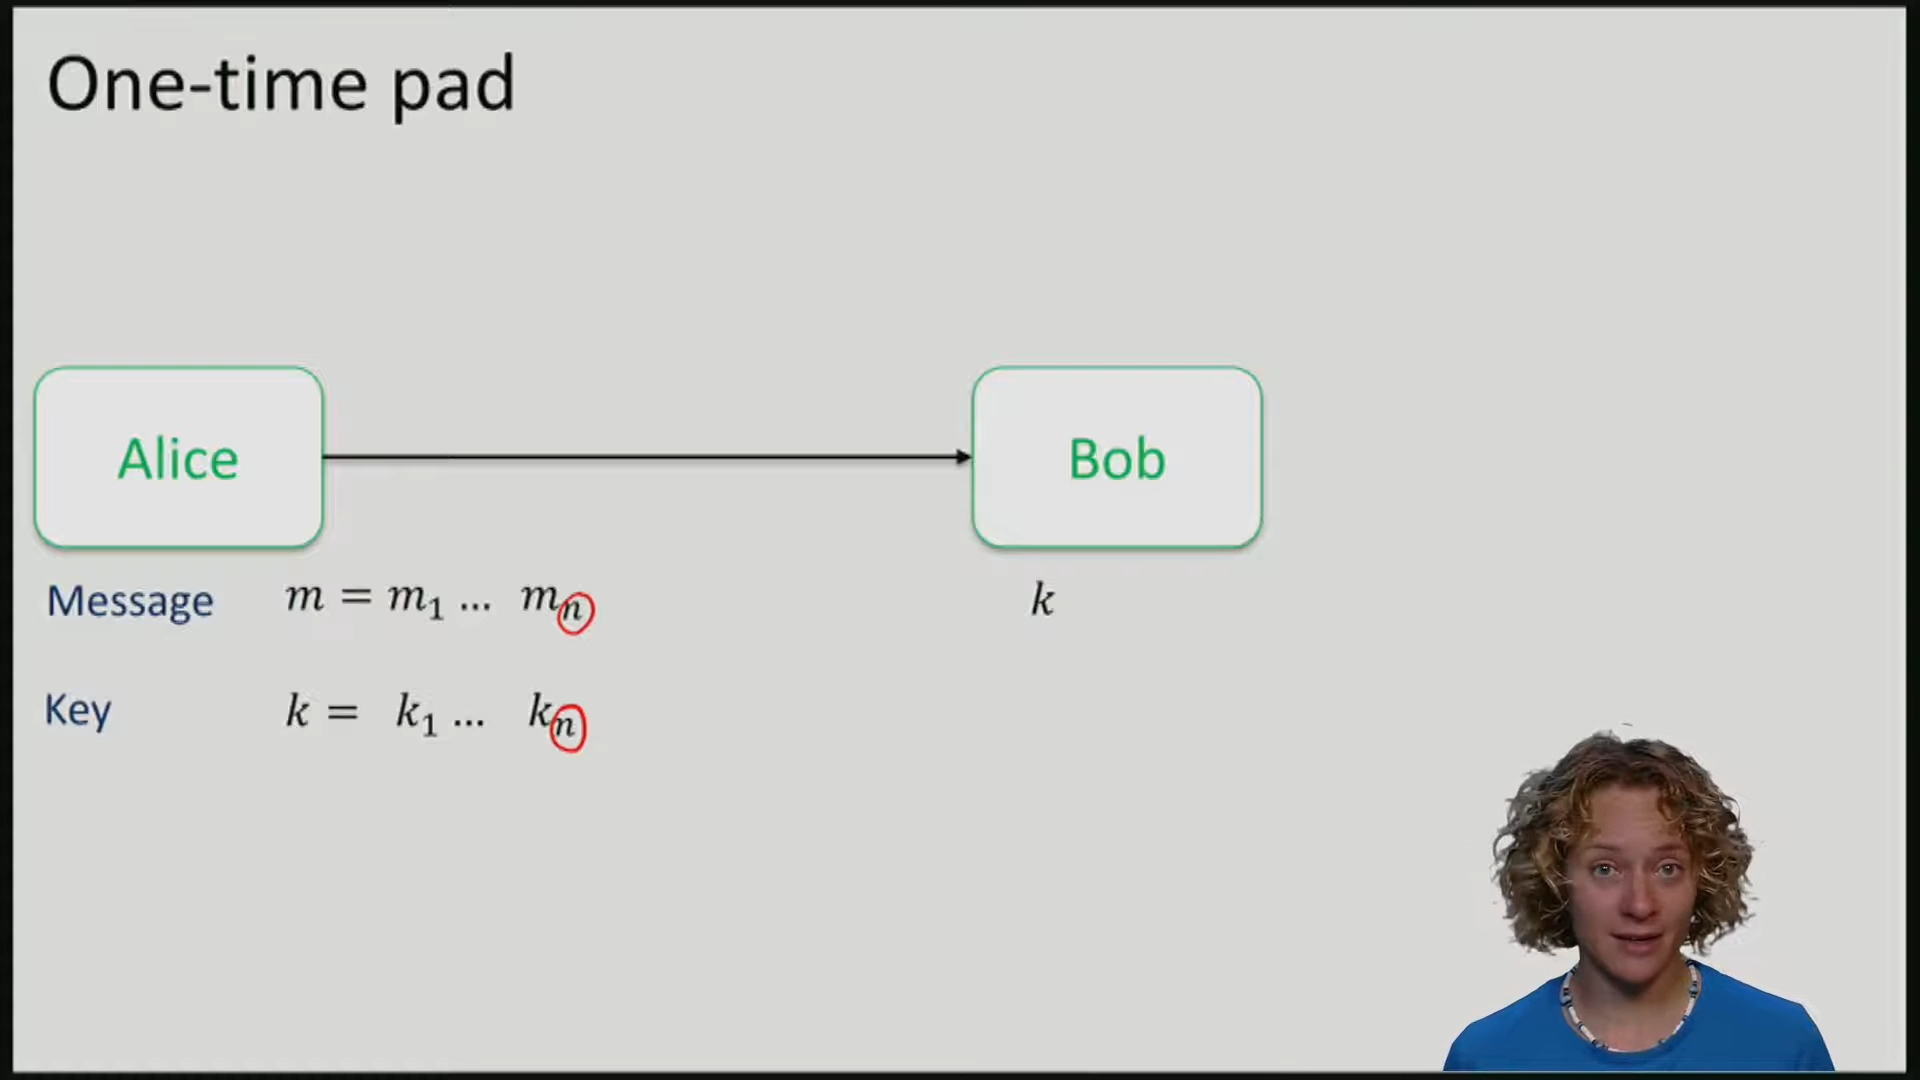 One-time pad
Alice
Bob
Message m = m₁ … mₙ k
Key k = k₁ … kₙ